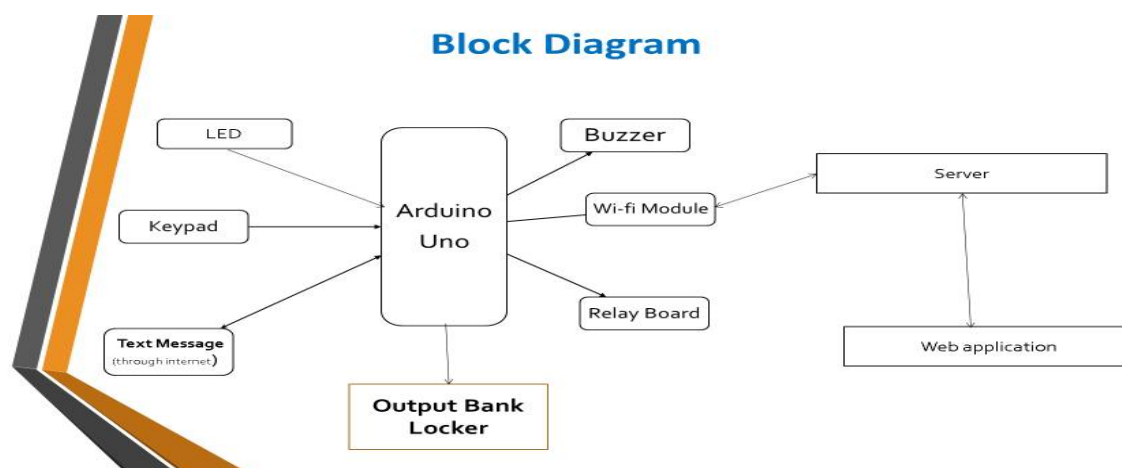 Block Diagram
LED
Buzzer
Server
Arduino
Uno
Wi-fi Module
Keypad
Relay Board
Text Message
(through internet)
Web application
Output Bank
Locker